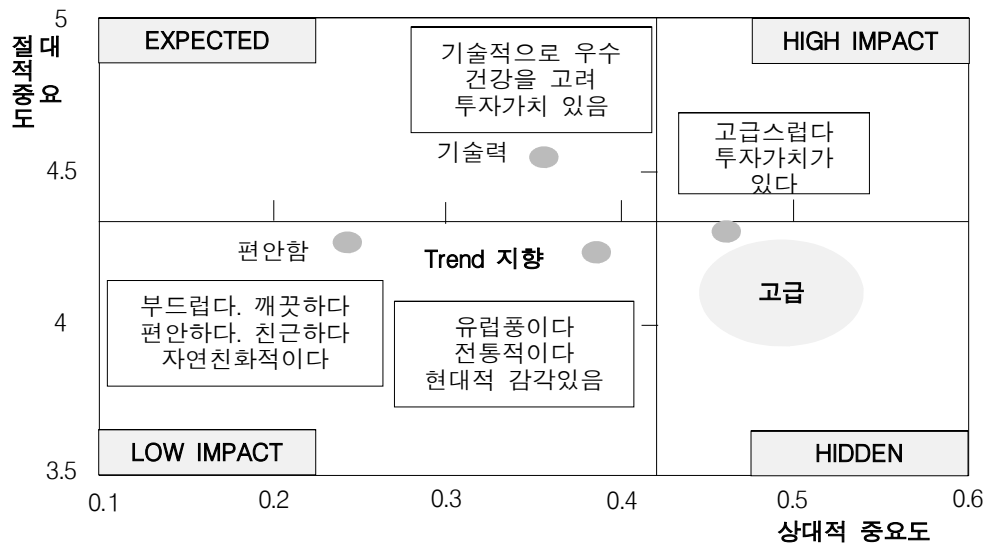 5
절대적중요도
EXPECTED
기술적으로 우수
건강을 고려
투자가치 있음
HIGH IMPACT
기술력
4.5
고급스럽다
투자가치가
있다
편안함
Trend 지향
고급
4
부드럽다. 깨끗하다
편안하다. 친근하다
자연친화적이다
유럽풍이다
전통적이다
현대적 감각있음
LOW IMPACT
HIDDEN
3.5
0.1
0.2
0.3
0.4
0.5
0.6
상대적 중요도